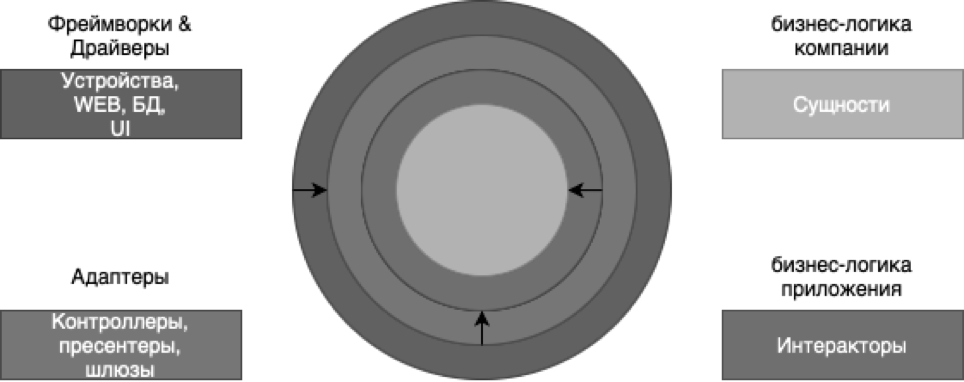 Фреймворки &
Драйверы
Устройства,
WEB, БД,
UI
бизнес-логика
компании
Сущности
Адаптеры
Контроллеры,
пресентеры,
шлюзы
бизнес-логика
приложения
Интеракторы